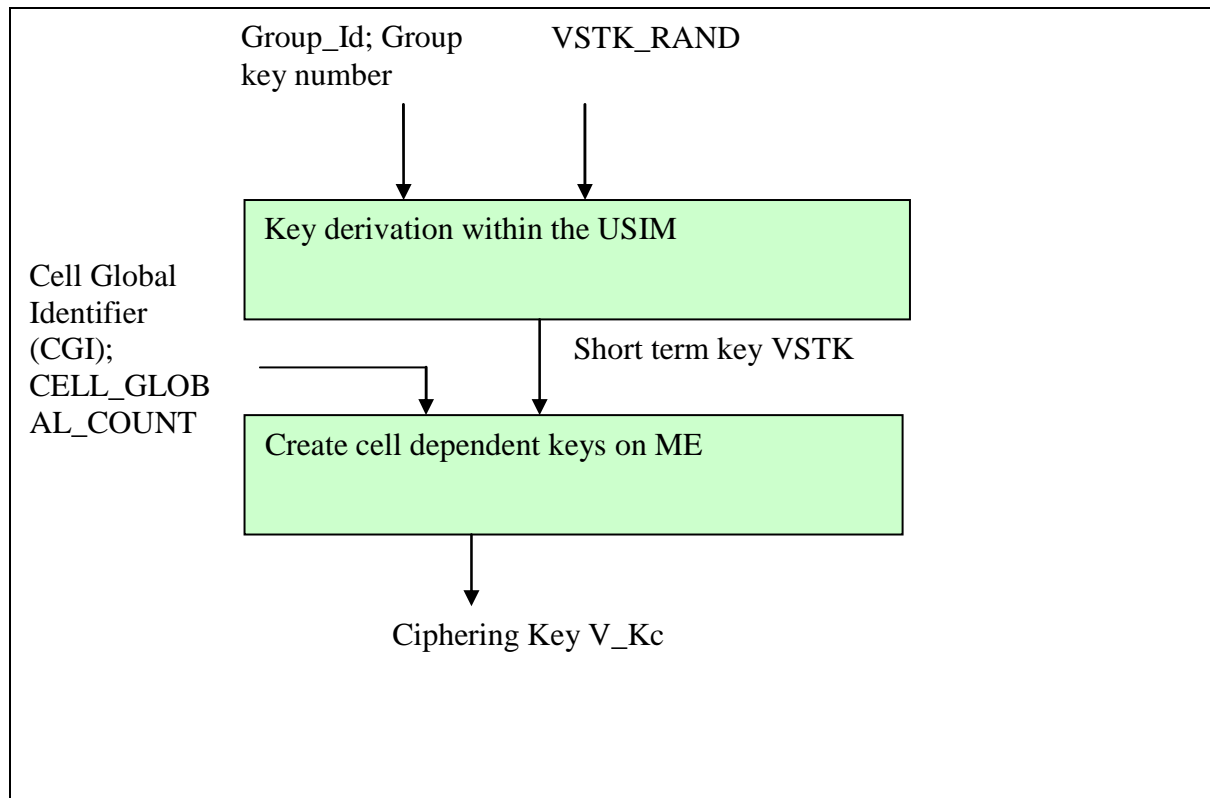 Group_Id; Group
key number
VSTK_RAND
Key derivation within the USIM
Cell Global
Identifier
(CGI);
CELL_GLOB
AL_COUNT
Short term key VSTK
Create cell dependent keys on ME
Ciphering Key V_Kc